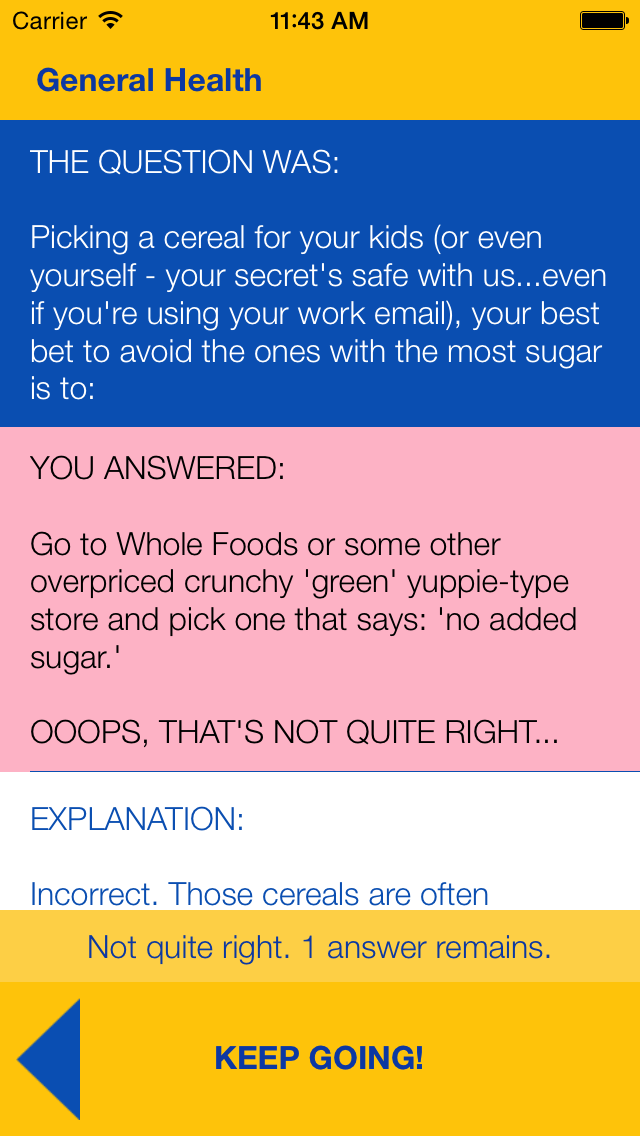 Carrier 11:43 AM
General Health
THE QUESTION WAS:
Picking a cereal for your kids (or even
yourself - your secret's safe with us...even
if you're using your work email), your best
bet to avoid the ones with the most sugar
is to:
YOU ANSWERED:
Go to Whole Foods or some other
overpriced crunchy 'green' yuppie-type
store and pick one that says: 'no added
sugar.'
OOOPS, THAT'S NOT QUITE RIGHT...
EXPLANATION:
Incorrect. Those cereals are often
Not quite right. 1 answer remains.
KEEP GOING!